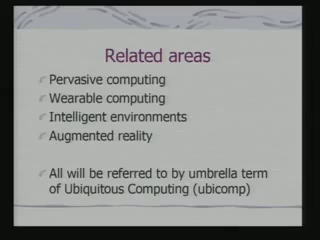 Related areas
Pervasive computing
Wearable computing
Intelligent environments
Augmented reality
All will be referred to by umbrella term
of Ubiquitous Computing (ubicomp)